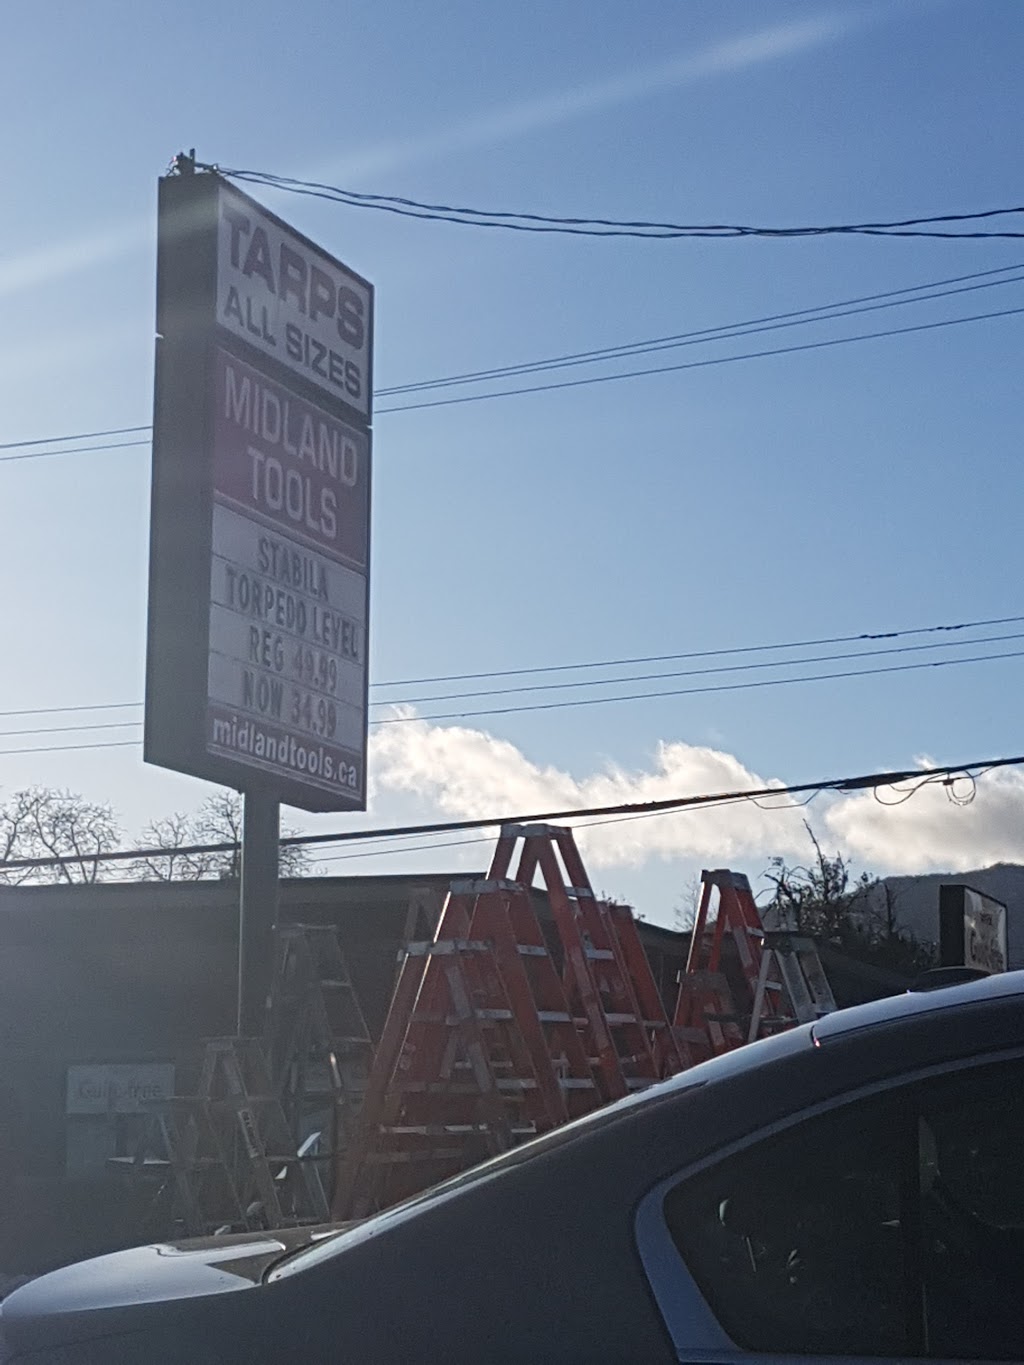 TARPS
ALL SIZES
MIDLAND
TOOLS
STABILA
TORPEDO LEVEL
REG 49.99
NOW 34.99
midlandtools.ca